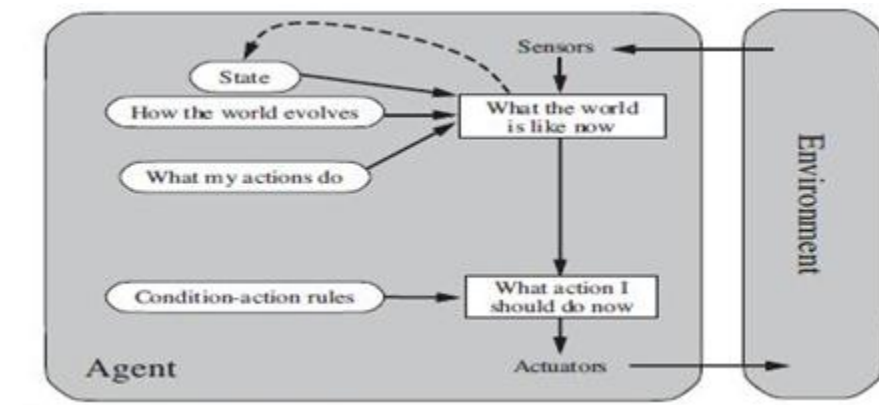 Sensors
State
How the world evolves
What the world
is like now
What my actions do
Condition-action rules
What action I
should do now
Agent
Actuators
Environment